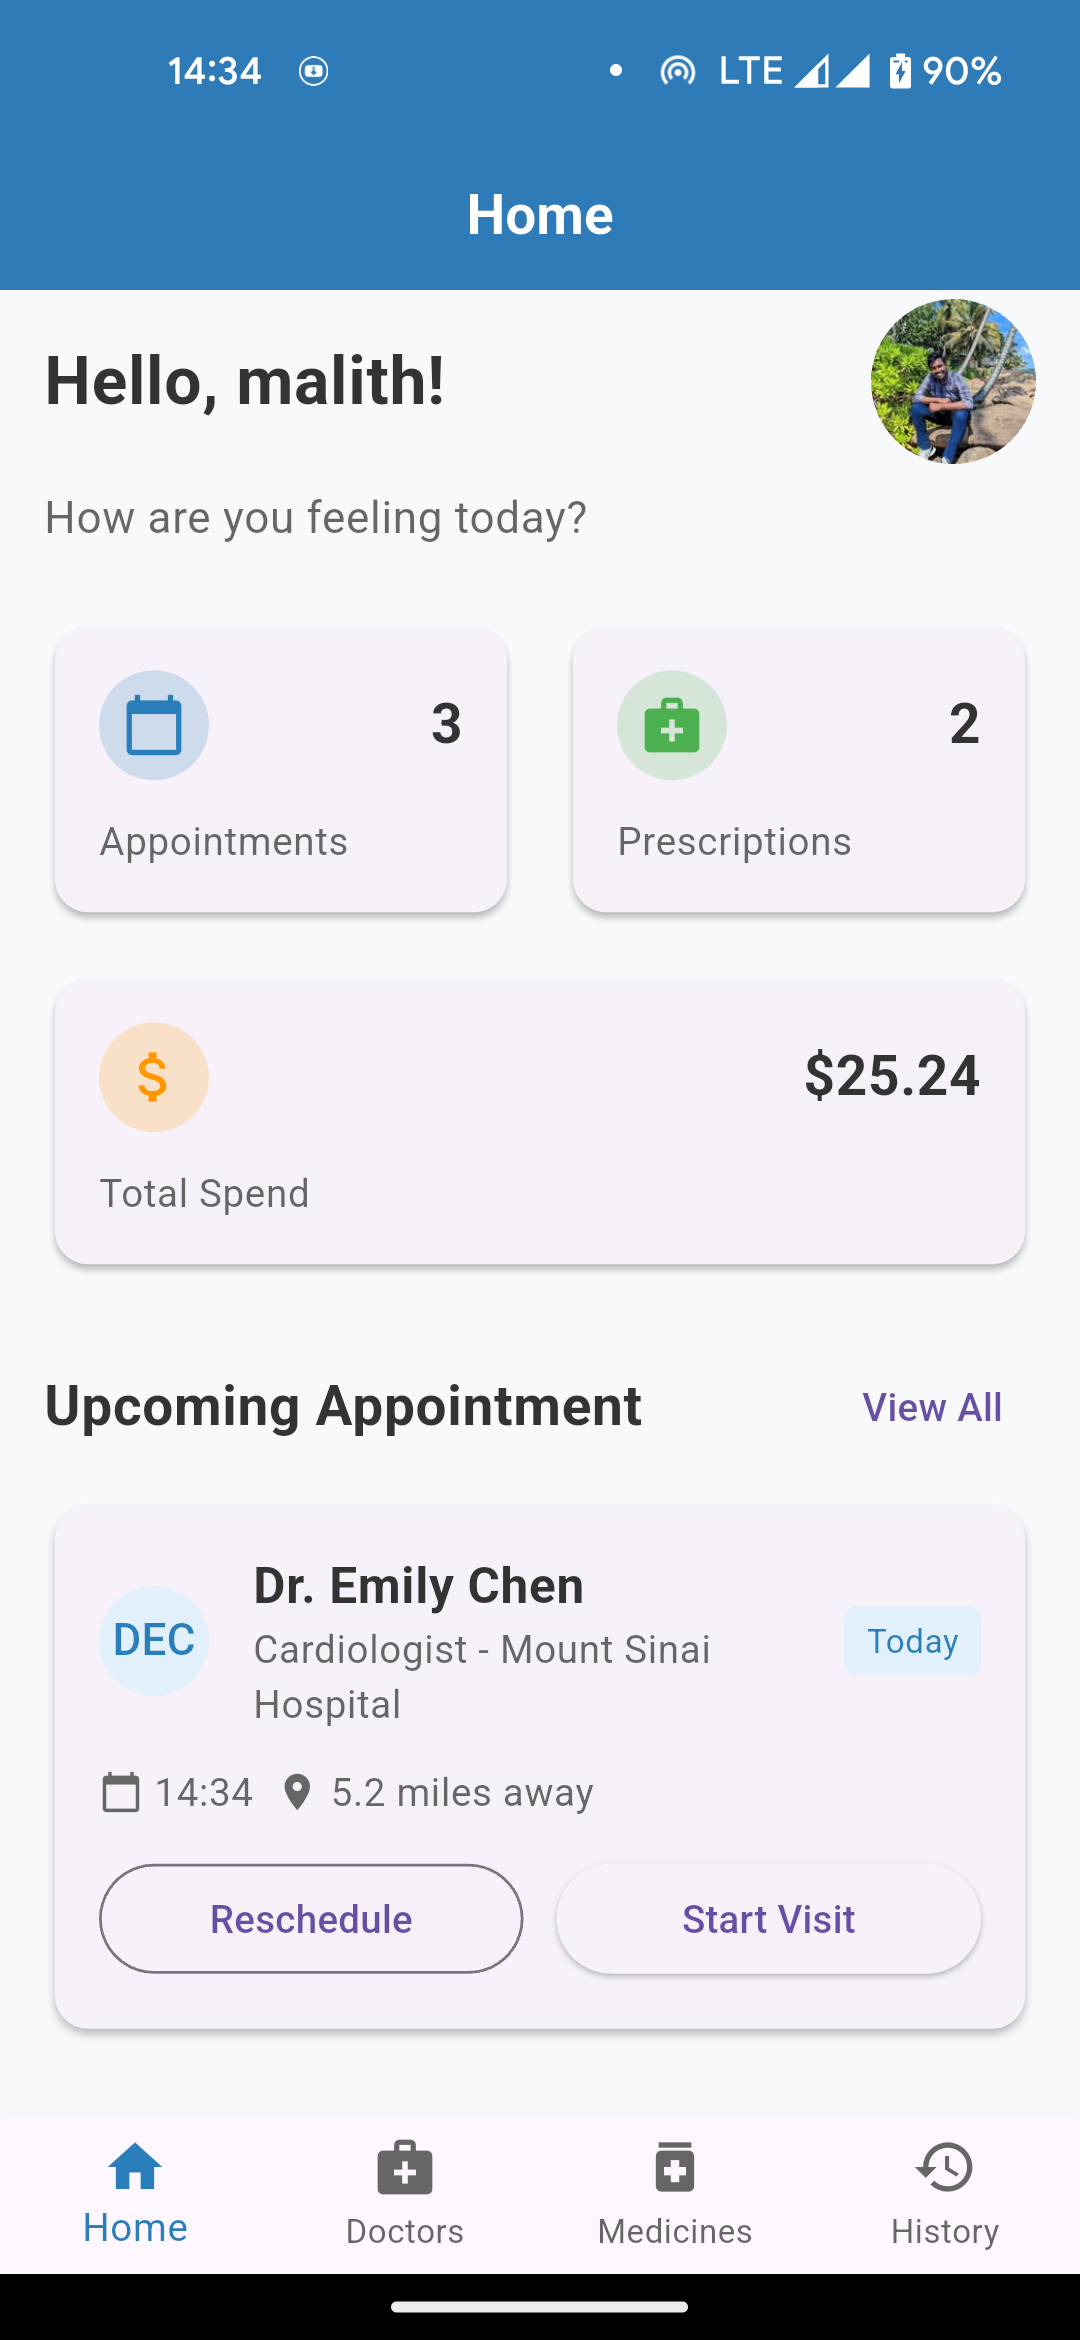 14:34 LTE 90%
Home
Hello, malith!
How are you feeling today?
3
Appointments
2
Prescriptions
$
$25.24
Total Spend
Upcoming Appointment View All
DEC
Dr. Emily Chen
Cardiologist - Mount Sinai
Hospital
Today
14:34 5.2 miles away
Reschedule Start Visit
Home Doctors Medicines History